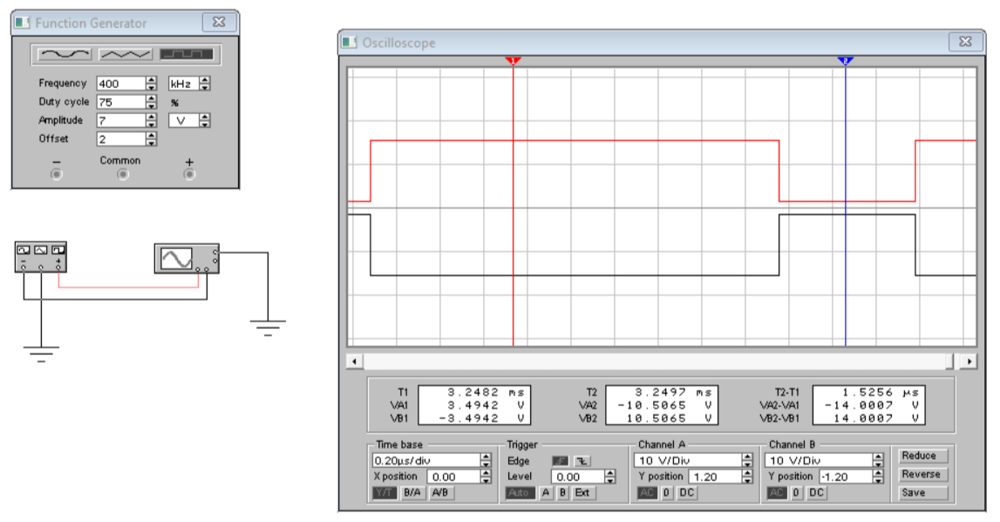 Function Generator
Frequency 400 kHz
Duty cycle 75 %
Amplitude 7 V
Offset 2
− Common +
− +
Oscilloscope
1 2
T1 3.2482 ms T2 3.2497 ms T2-T1 1.5256 µs
VA1 3.4942 V VA2 -10.5065 V VA2-VA1 -14.0007 V
VB1 -3.4942 V VB2 10.5065 V VB2-VB1 14.0007 V
Time base Trigger Channel A Channel B
0.20µs/div Edge 10 V/Div 10 V/Div Reduce
X position 0.00 Level 0.00 Y position 1.20 Y position -1.20 Reverse
Y/T B/A A/B Auto A B Ext AC 0 DC AC 0 DC Save